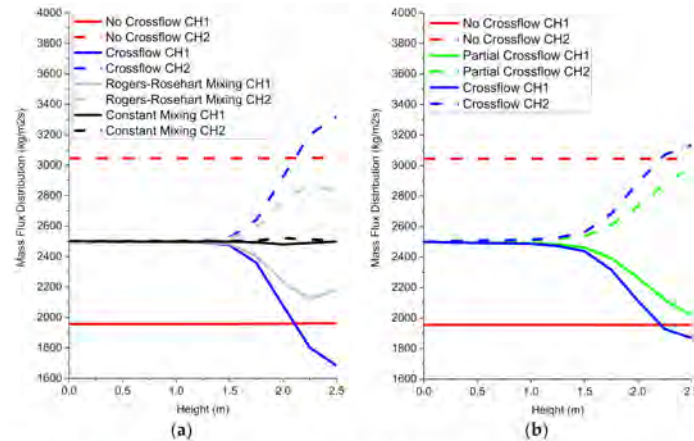 No Crossflow CH1
No Crossflow CH2
Crossflow CH1
Crossflow CH2
Rogers-Rosehart Mixing CH1
Rogers-Rosehart Mixing CH2
Constant Mixing CH1
Constant Mixing CH2
Mass Flux Distribution (kg/m2s)
4000
3800
3600
3400
3200
3000
2800
2600
2400
2200
2000
1800
1600
0.0 0.5 1.0 1.5 2.0 2.5
Height (m)
(a)
No Crossflow CH1
No Crossflow CH2
Partial Crossflow CH1
Partial Crossflow CH2
Crossflow CH1
Crossflow CH2
Mass Flux Distribution (kg/m2s)
4000
3800
3600
3400
3200
3000
2800
2600
2400
2200
2000
1800
1600
0.0 0.5 1.0 1.5 2.0 2.5
Height (m)
(b)